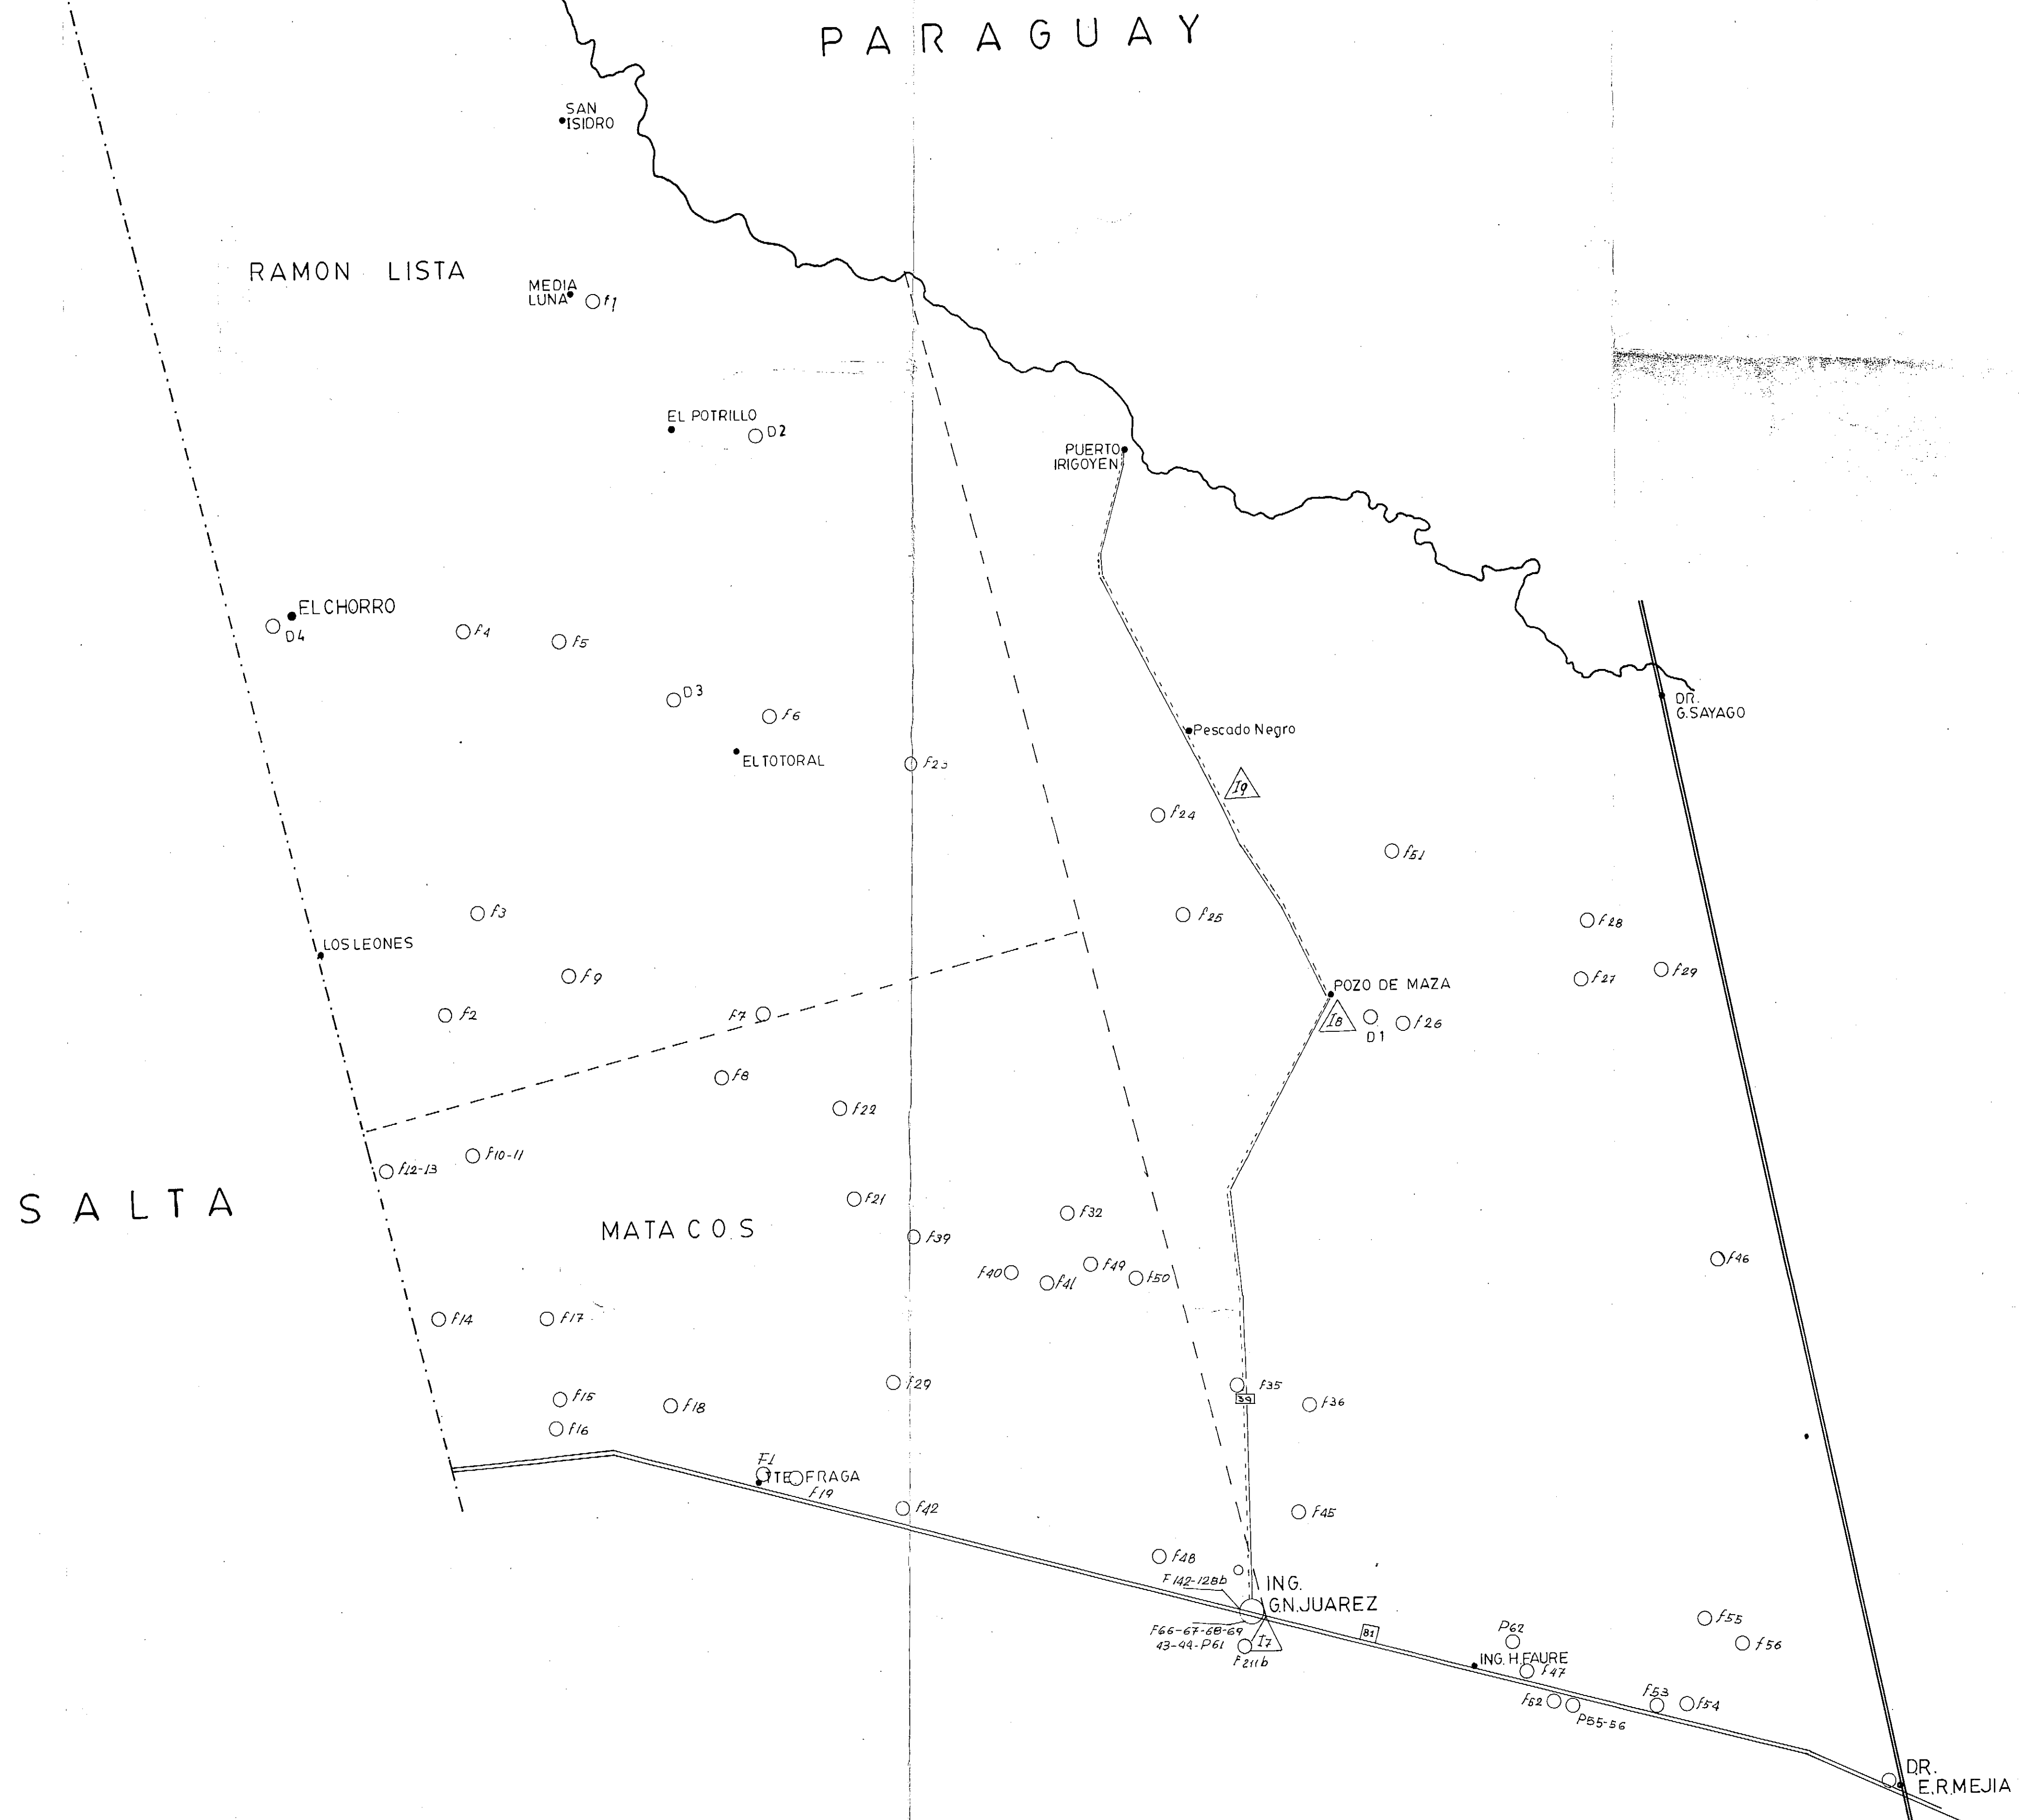 PARAGUAY
SAN
ISIDRO
RAMON LISTA
MEDIA
LUNA
f1
EL POTRILLO
D2
PUERTO
IRIGOYEN
EL CHORRO
D4
F4
F5
D3
F6
EL TOTORAL
DR.
G.SAYAGO
Pescado Negro
I9
f24
f51
F3
F25
F28
LOS LEONES
F9
F27
F29
POZO DE MAZA
F2
F7
I8
D1
f26
F8
F22
F10-11
F12-13
SALTA
F21
F32
MATACOS
F39
F40
F41
F49
F50
F46
F14
F17
F29
F35
39
F36
F15
F18
F16
F1
TTE FRAGA
F19
F42
F45
F48
F142-128b
ING.
G.N.JUAREZ
F66-67-68-69
43-44-P61
I7
F211b
81
P62
f55
f56
ING. H.FAURE
F47
F52
P55-56
F53
F54
DR.
E.R.MEJIA